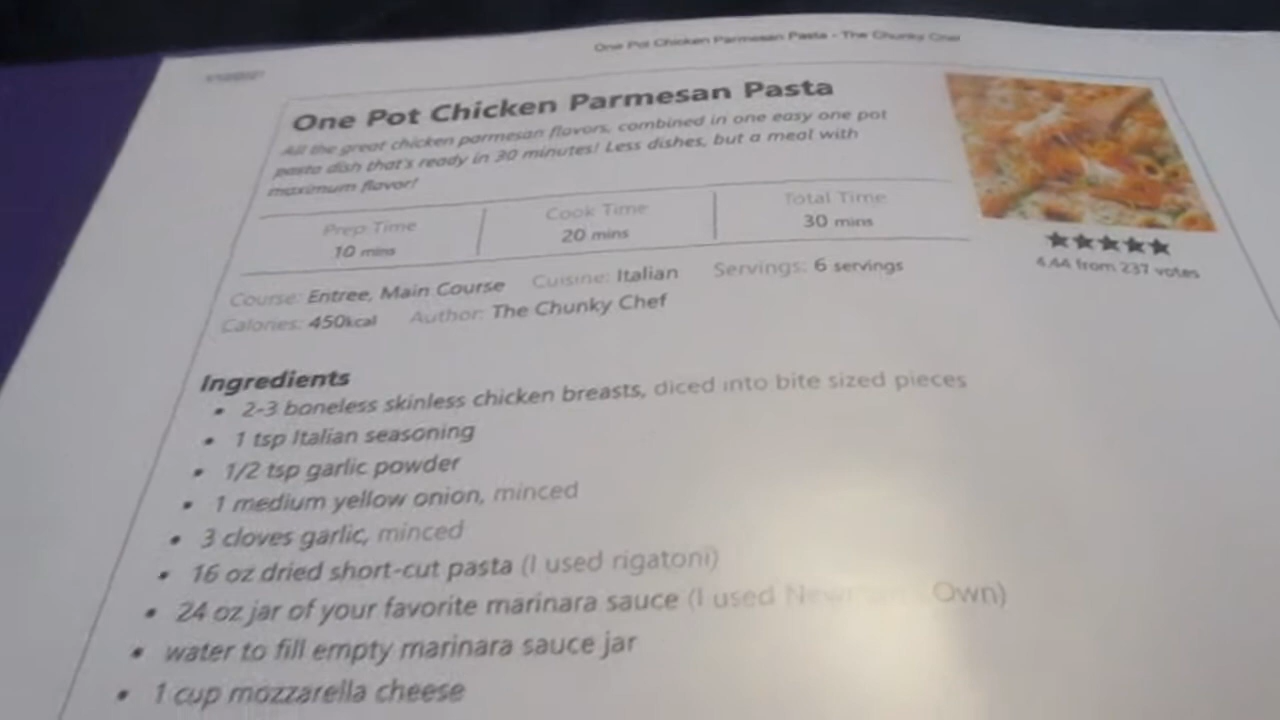 One Pot Chicken Parmesan Pasta - The Chunky Chef
One Pot Chicken Parmesan Pasta
All the great chicken parmesan flavors, combined in one easy one pot
pasta dish that's ready in 30 minutes! Less dishes, but a meal with
maximum flavor!
Prep Time Cook Time Total Time
10 mins 20 mins 30 mins
4.44 from 237 votes
Course: Entree, Main Course Cuisine: Italian Servings: 6 servings
Calories: 450kcal Author: The Chunky Chef
Ingredients
• 2-3 boneless skinless chicken breasts, diced into bite sized pieces
• 1 tsp Italian seasoning
• 1/2 tsp garlic powder
• 1 medium yellow onion, minced
• 3 cloves garlic, minced
• 16 oz dried short-cut pasta (I used rigatoni)
• 24 oz jar of your favorite marinara sauce (I used Own)
• water to fill empty marinara sauce jar
• 1 cup mozzarella cheese